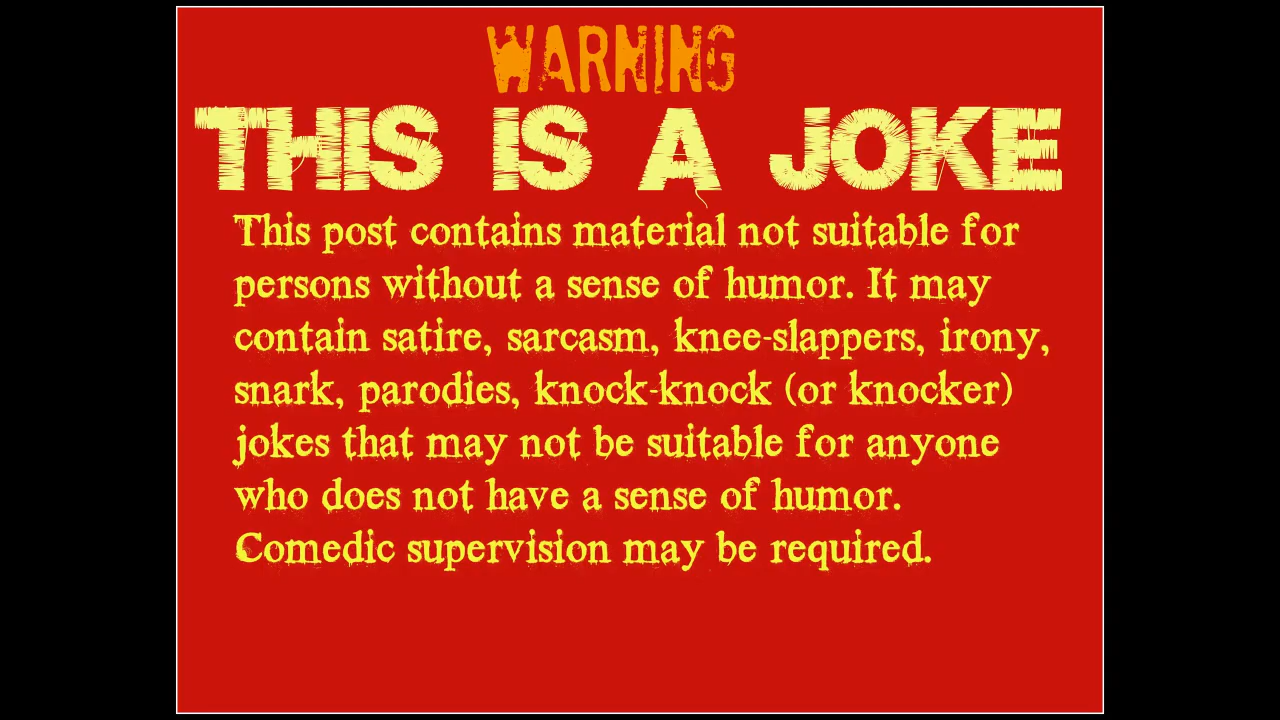 WARNING
THIS IS A JOKE
This post contains material not suitable for
persons without a sense of humor. It may
contain satire, sarcasm, knee-slappers, irony,
snark, parodies, knock-knock (or knocker)
jokes that may not be suitable for anyone
who does not have a sense of humor.
Comedic supervision may be required.